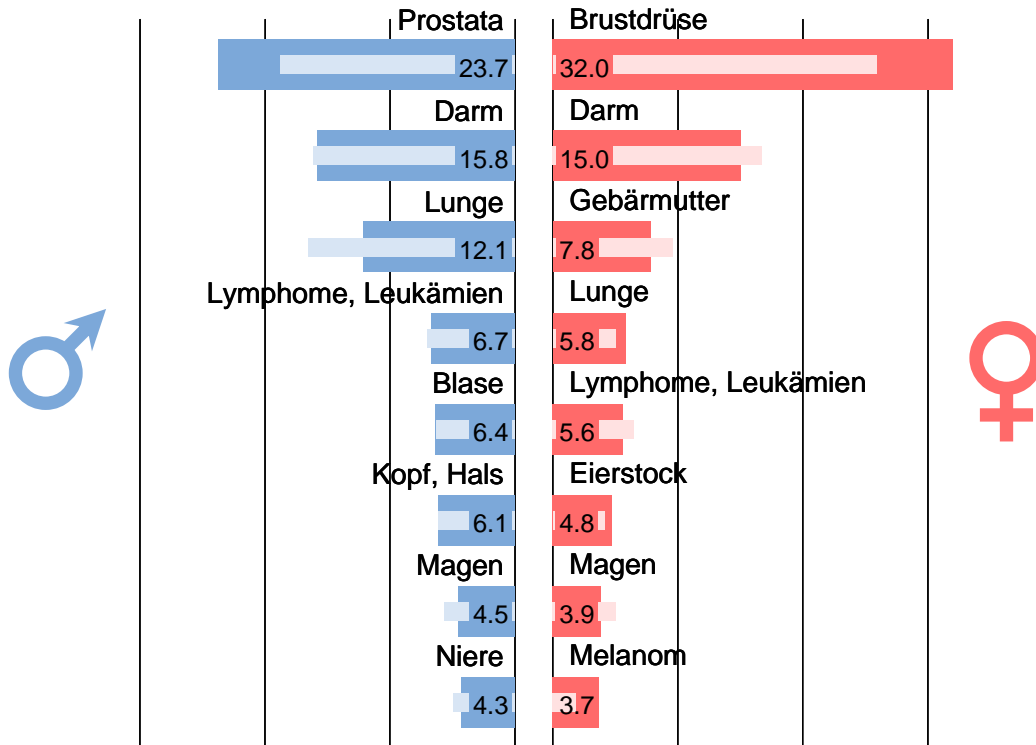 Prostata Brustdrüse
23.7 32.0
Darm Darm
15.8 15.0
Lunge Gebärmutter
12.1 7.8
Lymphome, Leukämien Lunge
6.7 5.8
Blase Lymphome, Leukämien
6.4 5.6
Kopf, Hals Eierstock
6.1 4.8
Magen Magen
4.5 3.9
Niere Melanom
4.3 3.7